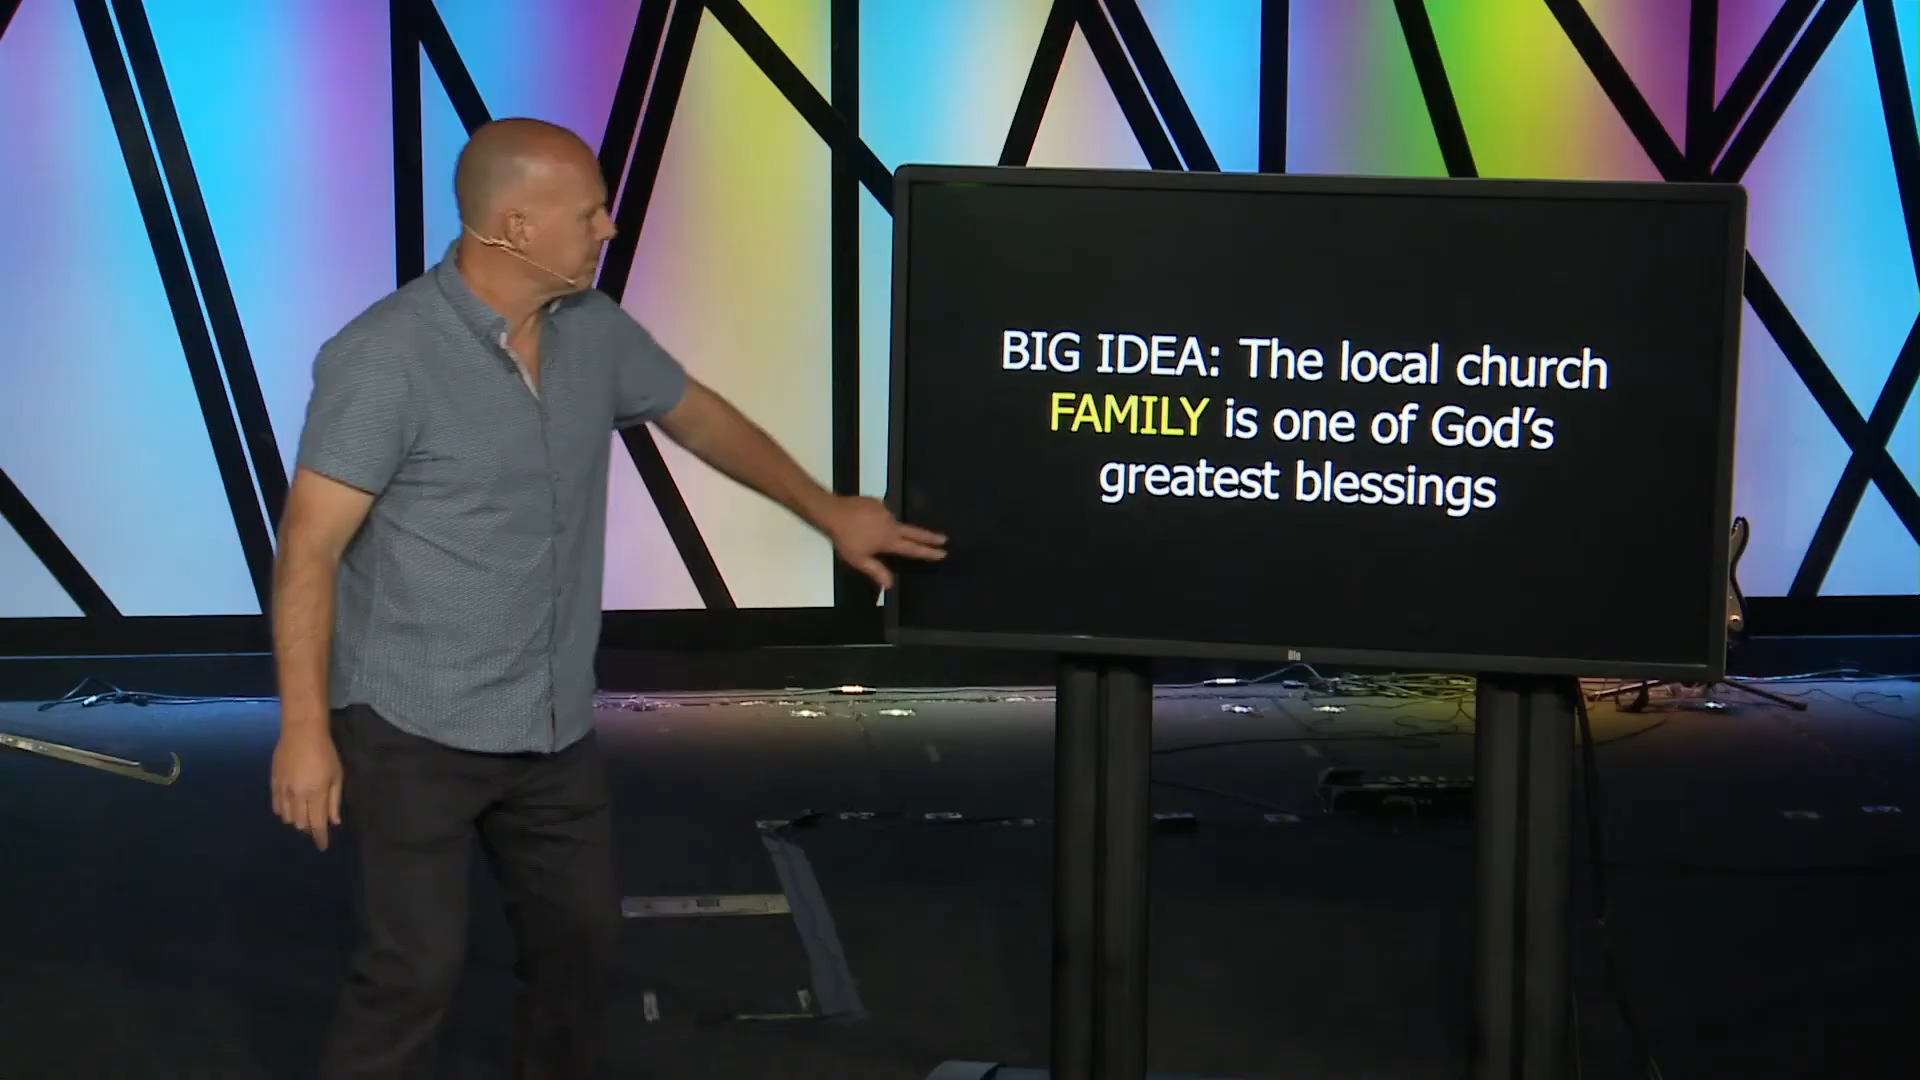 BIG IDEA: The local church
FAMILY is one of God's
greatest blessings